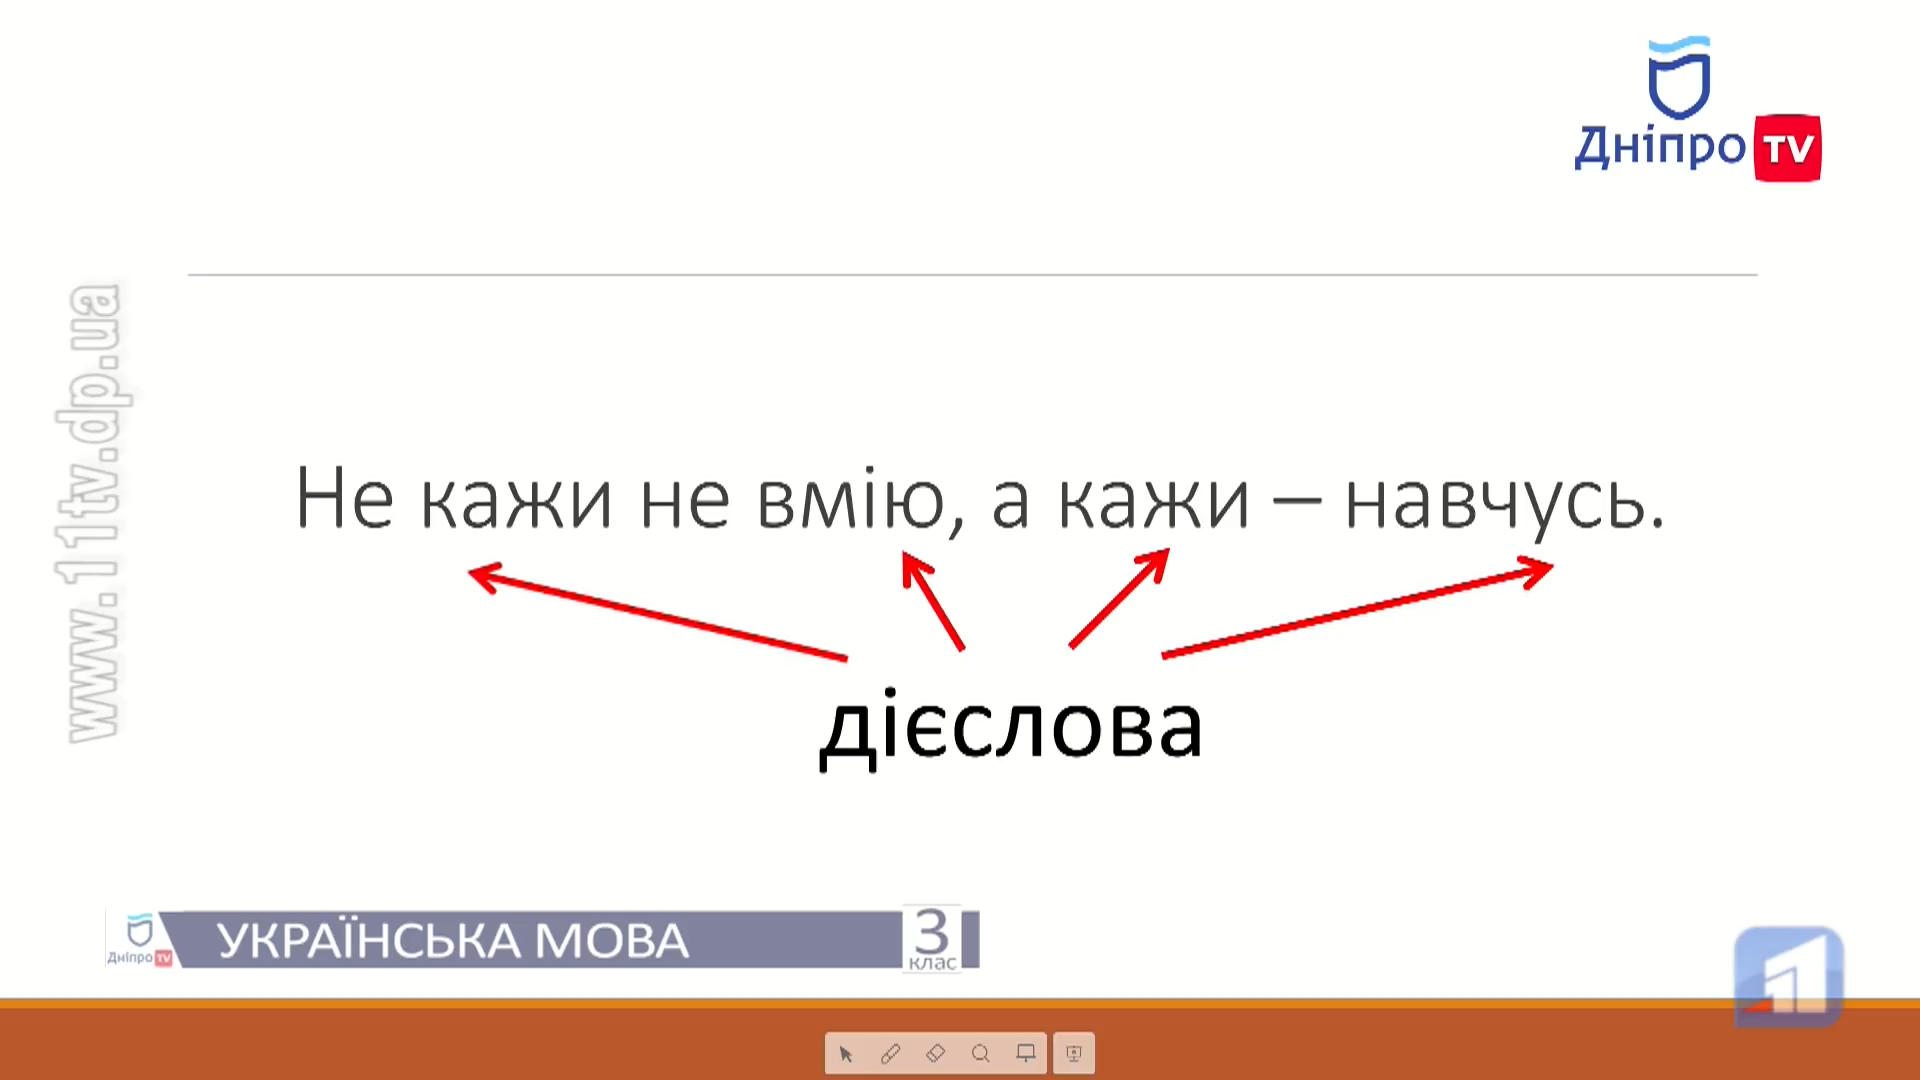 Дніпро TV
www.11tv.dp.ua
Не кажи не вмію, а кажи – навчусь.
дієслова
Дніпро TV
УКРАЇНСЬКА МОВА
3
клас
1